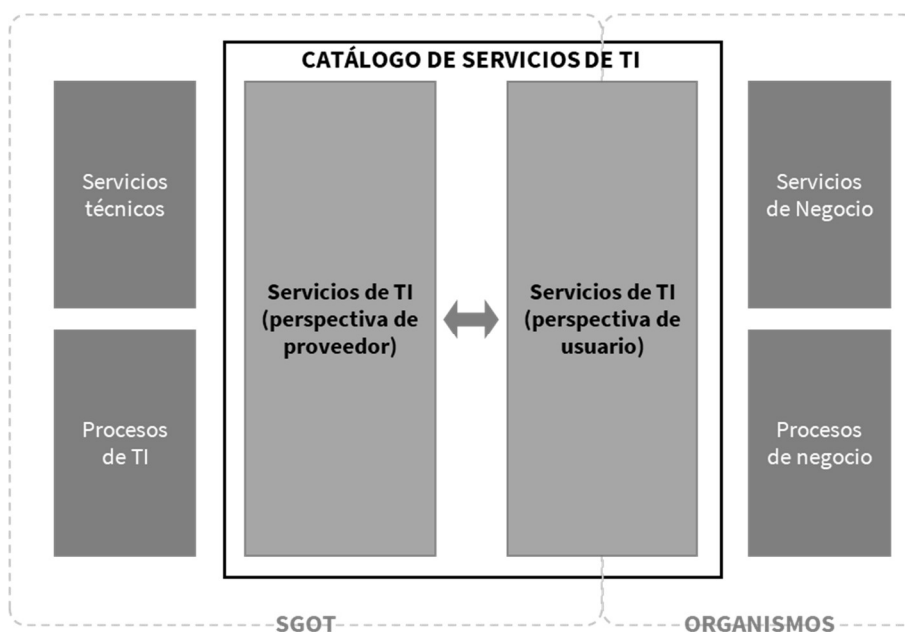 CATÁLOGO DE SERVICIOS DE TI
Servicios
técnicos
Servicios
de Negocio
Servicios de TI
(perspectiva de
proveedor)
Servicios de TI
(perspectiva de
usuario)
Procesos
de TI
Procesos
de negocio
SGOT
ORGANISMOS